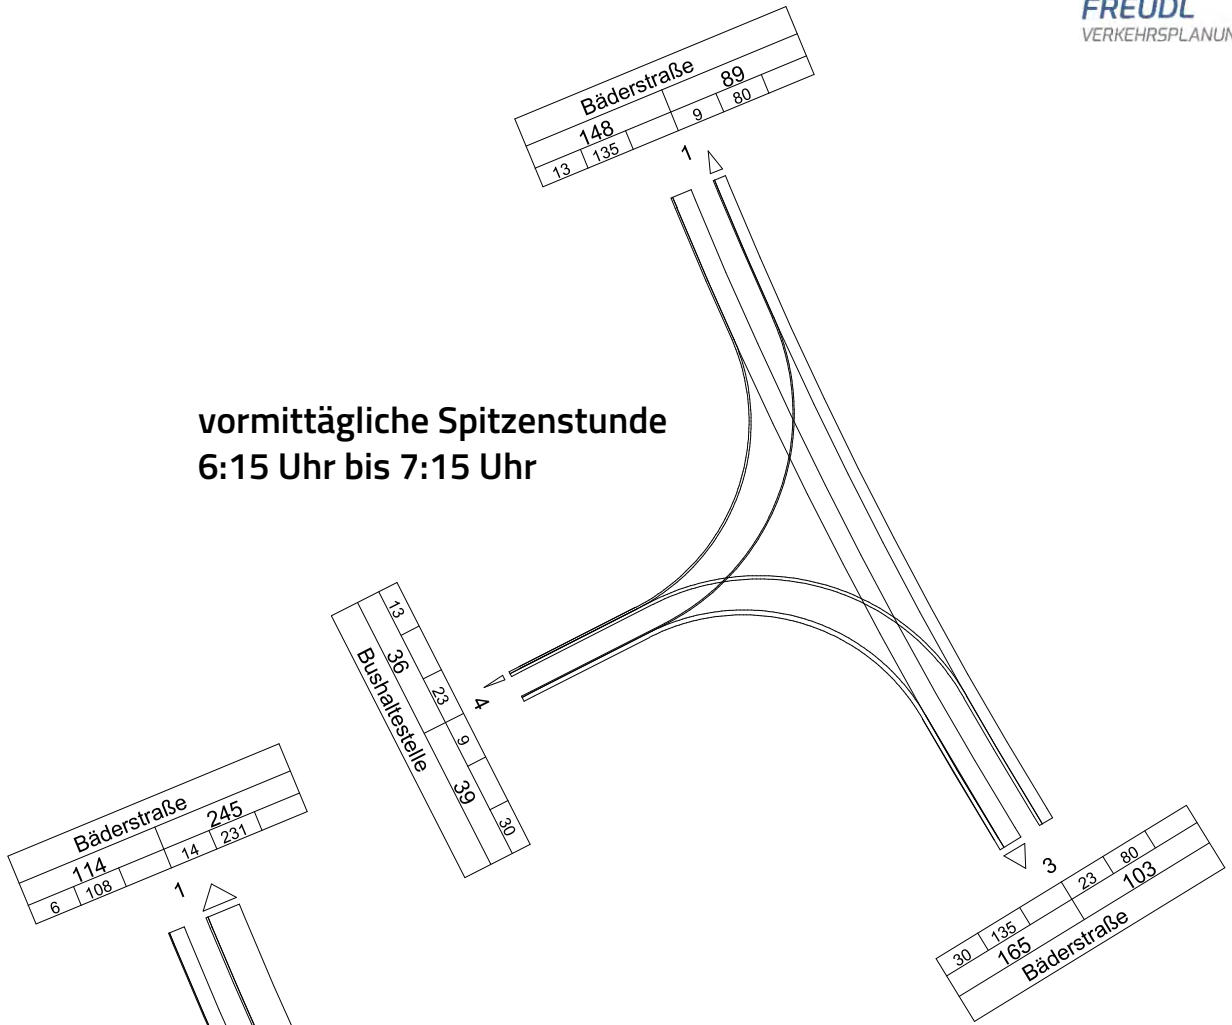 FREUDL
VERKEHRSPLANUN
Bäderstraße
148 89
13 135 9 80
1
vormittägliche Spitzenstunde
6:15 Uhr bis 7:15 Uhr
13 23 9 30
36 39
Bushaltestelle
4
3
30 135 23 80
165 103
Bäderstraße
Bäderstraße
114 245
6 108 14 231
1